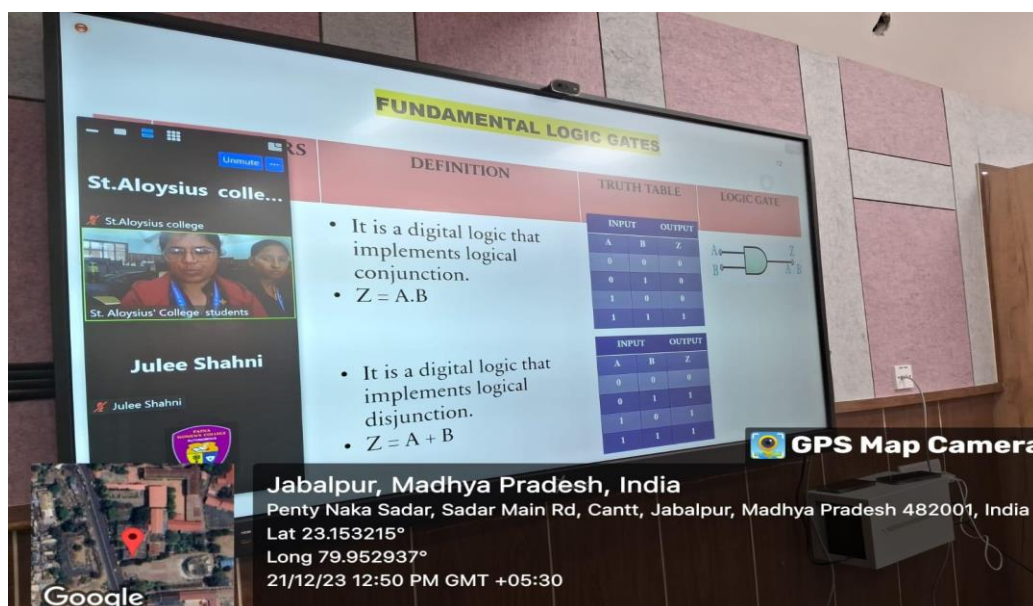 FUNDAMENTAL LOGIC GATES
RS
DEFINITION
TRUTH TABLE
LOGIC GATE
Unmute
St.Aloysius colle...
St.Aloysius college
St. Aloysius' College students
Julee Shahni
Julee Shahni
PATNA
WOMEN'S COLLEGE
AUTONOMOUS
• It is a digital logic that
implements logical
conjunction.
• Z = A.B
INPUT OUTPUT
A B Z
0 0 0
0 1 0
1 0 0
1 1 1
A
B
Z
A B
• It is a digital logic that
implements logical
disjunction.
• Z = A + B
INPUT OUTPUT
A B Z
0 0 0
0 1 1
1 0 1
1 1 1
GPS Map Camera
Jabalpur, Madhya Pradesh, India
Penty Naka Sadar, Sadar Main Rd, Cantt, Jabalpur, Madhya Pradesh 482001, India
Lat 23.153215°
Long 79.952937°
21/12/23 12:50 PM GMT +05:30
Google